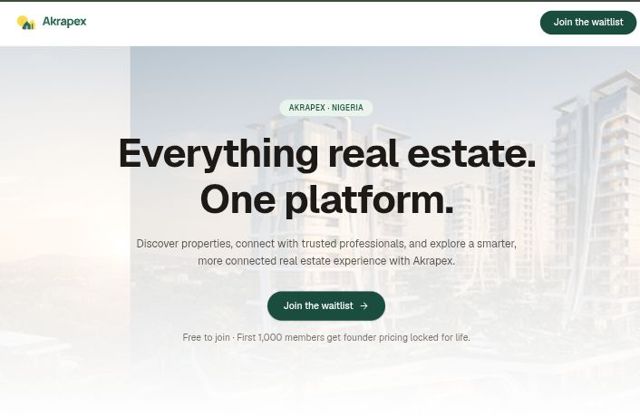 Akrapex
Join the waitlist
AKRAPEX · NIGERIA
Everything real estate.
One platform.
Discover properties, connect with trusted professionals, and explore a smarter,
more connected real estate experience with Akrapex.
Join the waitlist →
Free to join · First 1,000 members get founder pricing locked for life.